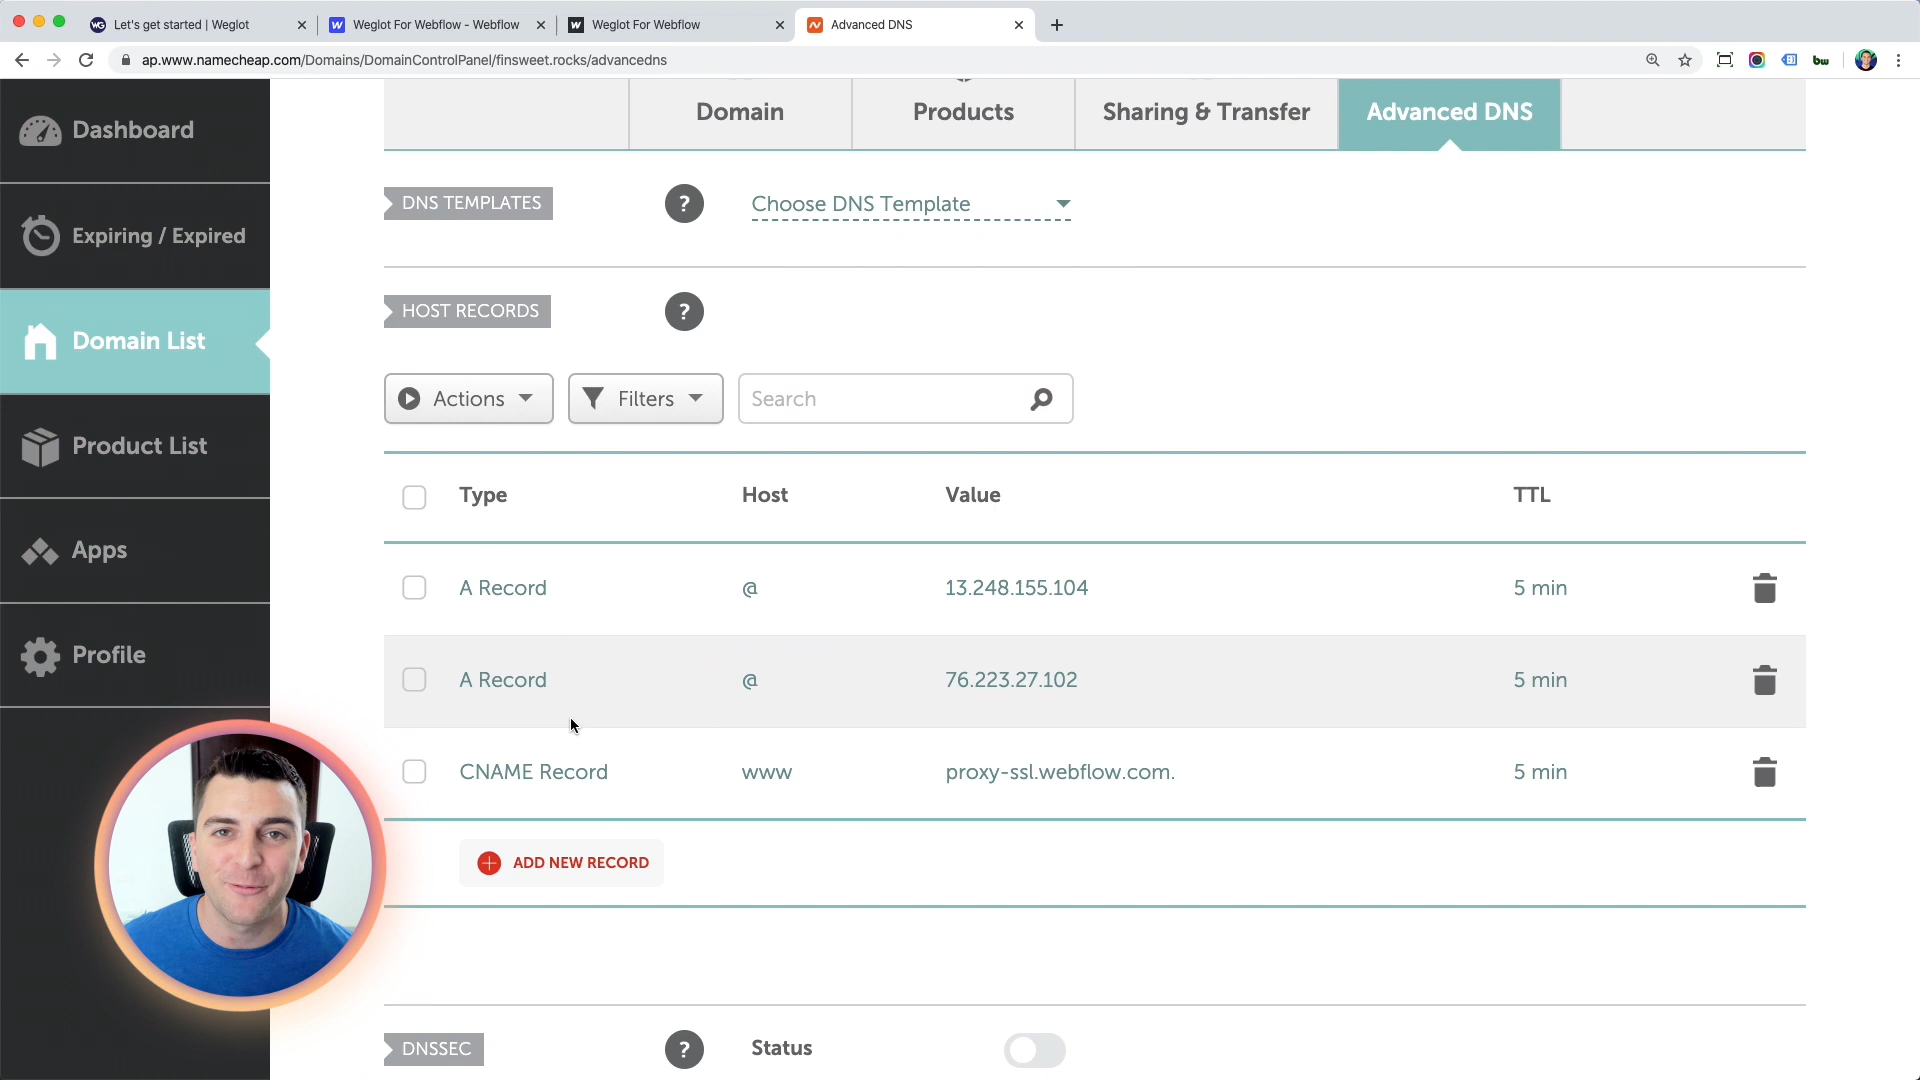 Let's get started | Weglot
Weglot For Webflow - Webflow
Weglot For Webflow
Advanced DNS
ap.www.namecheap.com/Domains/DomainControlPanel/finsweet.rocks/advancedns
bw
Dashboard
Expiring / Expired
Domain List
Product List
Apps
Profile
Domain
Products
Sharing & Transfer
Advanced DNS
DNS TEMPLATES
?
Choose DNS Template
HOST RECORDS
?
Actions
Filters
Search
Type Host Value TTL
A Record @ 13.248.155.104 5 min
A Record @ 76.223.27.102 5 min
CNAME Record www proxy-ssl.webflow.com. 5 min
ADD NEW RECORD
DNSSEC
?
Status